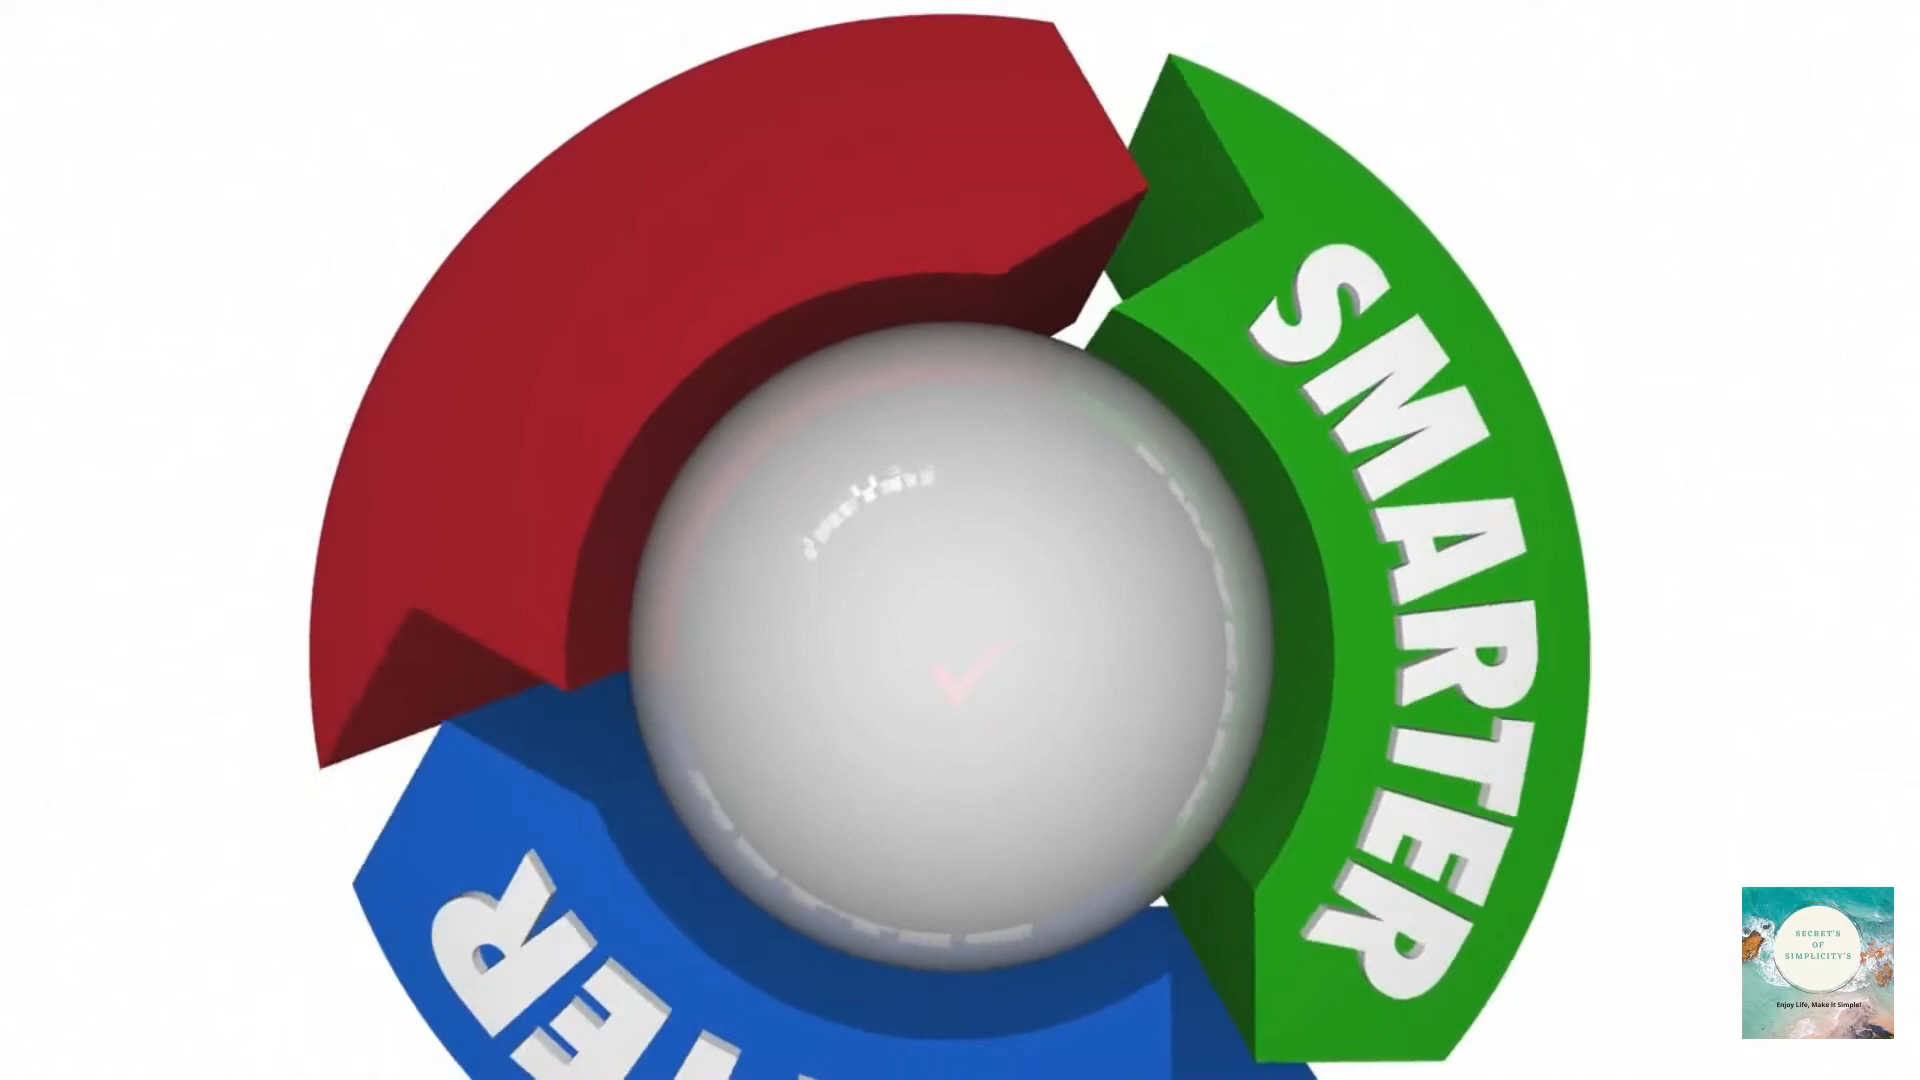 SMARTER
SECRET'S
OF
SIMPLICITY'S
Enjoy Life, Make It Simple!